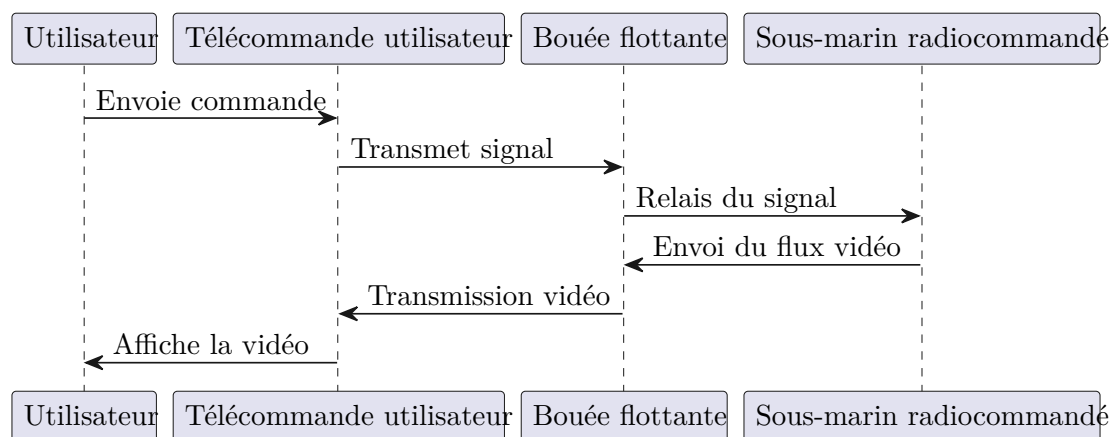 Utilisateur
Télécommande utilisateur
Bouée flottante
Sous-marin radiocommandé
Envoie commande
Transmet signal
Relais du signal
Envoi du flux vidéo
Transmission vidéo
Affiche la vidéo
Utilisateur
Télécommande utilisateur
Bouée flottante
Sous-marin radiocommandé